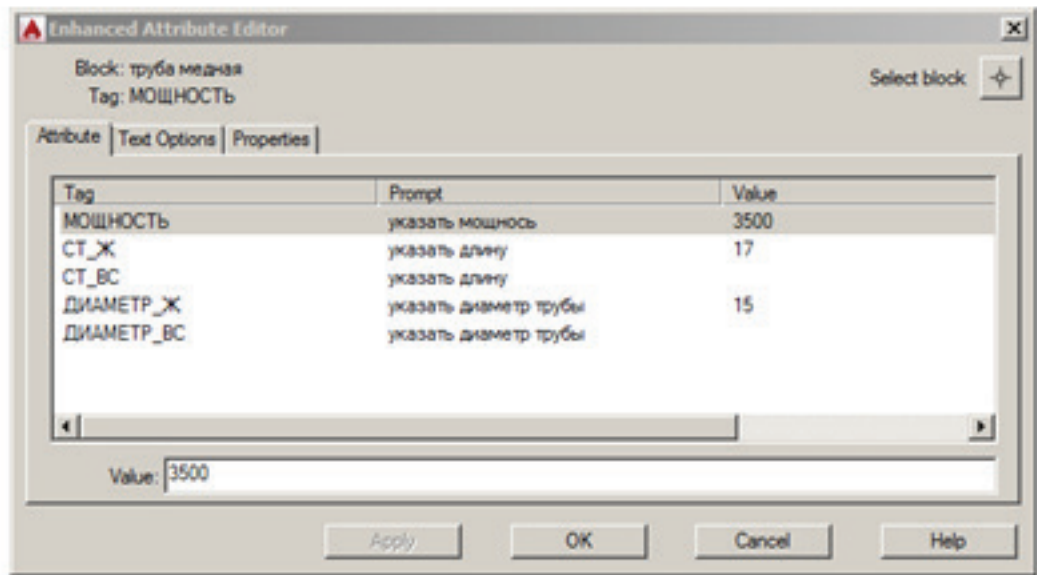 Enhanced Attribute Editor
Block: труба медная
Select block
Tag: МОЩНОСТЬ
Attribute Text Options Properties
Tag Prompt Value
МОЩНОСТЬ указать мощнось 3500
СТ_Ж указать длину 17
СТ_ВС указать длину
ДИАМЕТР_Ж указать диаметр трубы 15
ДИАМЕТР_ВС указать диаметр трубы
Value: 3500
Apply OK Cancel Help